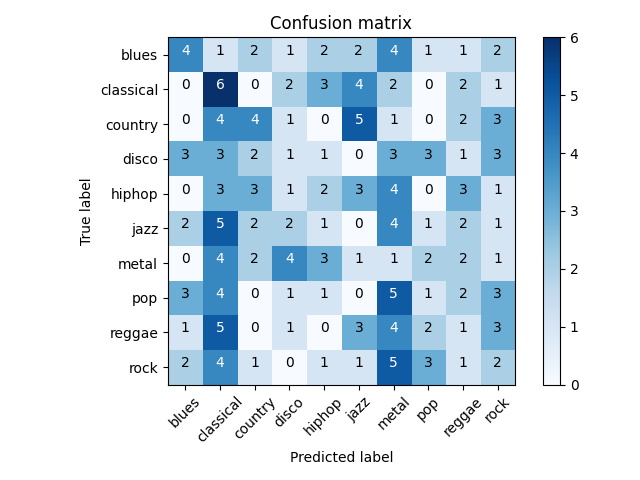 Confusion matrix
blues 4 1 2 1 2 2 4 1 1 2
classical 0 6 0 2 3 4 2 0 2 1
country 0 4 4 1 0 5 1 0 2 3
disco 3 3 2 1 1 0 3 3 1 3
hiphop 0 3 3 1 2 3 4 0 3 1
jazz 2 5 2 2 1 0 4 1 2 1
metal 0 4 2 4 3 1 1 2 2 1
pop 3 4 0 1 1 0 5 1 2 3
reggae 1 5 0 1 0 3 4 2 1 3
rock 2 4 1 0 1 1 5 3 1 2
blues classical country disco hiphop jazz metal pop reggae rock
True label
Predicted label
6
5
4
3
2
1
0